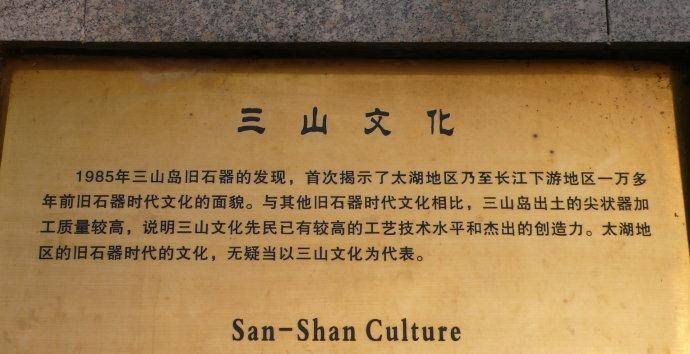 三山文化
1985年三山岛旧石器的发现，首次揭示了太湖地区乃至长江下游地区一万多
年前旧石器时代文化的面貌。与其他旧石器时代文化相比，三山岛出土的尖状器加
工质量较高，说明三山文化先民已有较高的工艺技术水平和杰出的创造力。太湖地
区的旧石器时代的文化，无疑当以三山文化为代表。
San-Shan Culture